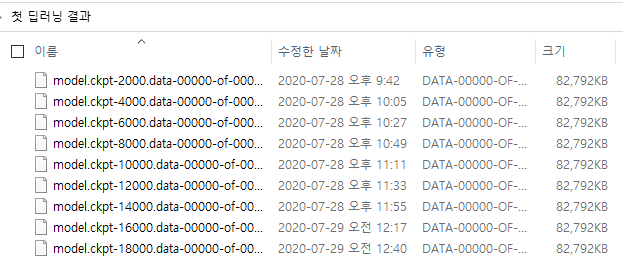 첫 딥러닝 결과
이름 수정한 날짜 유형 크기
model.ckpt-2000.data-00000-of-000... 2020-07-28 오후 9:42 DATA-00000-OF-... 82,792KB
model.ckpt-4000.data-00000-of-000... 2020-07-28 오후 10:05 DATA-00000-OF-... 82,792KB
model.ckpt-6000.data-00000-of-000... 2020-07-28 오후 10:27 DATA-00000-OF-... 82,792KB
model.ckpt-8000.data-00000-of-000... 2020-07-28 오후 10:49 DATA-00000-OF-... 82,792KB
model.ckpt-10000.data-00000-of-00... 2020-07-28 오후 11:11 DATA-00000-OF-... 82,792KB
model.ckpt-12000.data-00000-of-00... 2020-07-28 오후 11:33 DATA-00000-OF-... 82,792KB
model.ckpt-14000.data-00000-of-00... 2020-07-28 오후 11:55 DATA-00000-OF-... 82,792KB
model.ckpt-16000.data-00000-of-00... 2020-07-29 오전 12:17 DATA-00000-OF-... 82,792KB
model.ckpt-18000.data-00000-of-00... 2020-07-29 오전 12:40 DATA-00000-OF-... 82,792KB